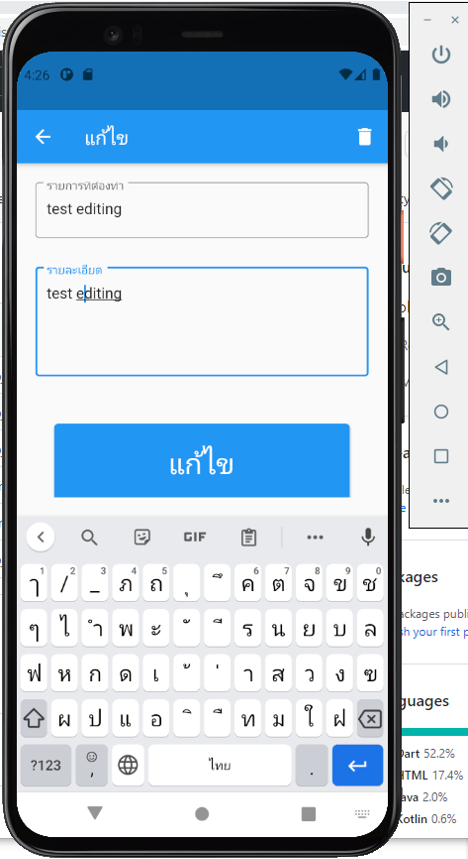 4:26
แก้ไข
รายการที่ต้องทำ
test editing
รายละเอียด
test editing
แก้ไข
GIF
ๅ 1 / 2 _ 3 ภ 4 ถ 5 ุ ึ ค 6 ต 7 จ 8 ข 9 ช 0
ๆ ไ ำ พ ะ ั ี ร น ย บ ล
ฟ ห ก ด เ ้ ่ า ส ว ง ฃ
ผ ป แ อ ิ ื ท ม ใ ฝ
?123 , ไทย .
kages
ackages publi
sh your first p
guages
Dart 52.2%
HTML 17.4%
Java 2.0%
Kotlin 0.6%